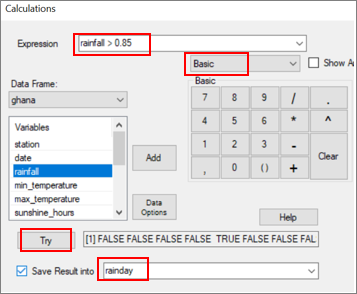 Calculations
Expression
rainfall > 0.85
Basic
Show Ar
Data Frame:
ghana
Basic
7 8 9 / .
4 5 6 * ^
1 2 3 - Clear
, 0 ( ) +
Variables
station
date
rainfall
min_temperature
max_temperature
sunshine_hours
Add
Data Options
Help
Try
[1] FALSE FALSE FALSE FALSE TRUE FALSE FALSE FAL
Save Result into
rainday